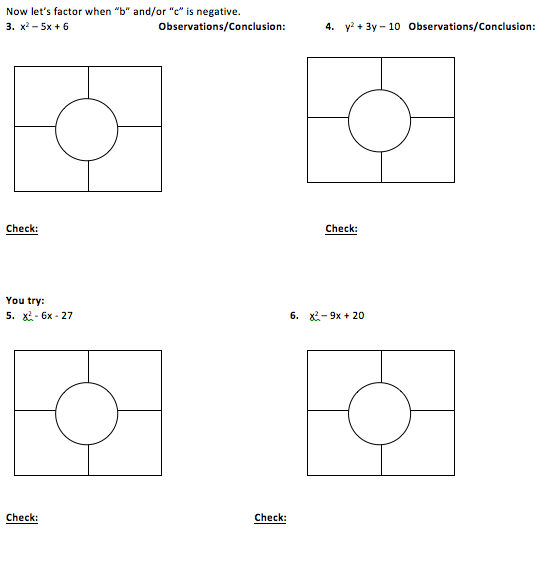 Now let's factor when "b" and/or "c" is negative.
3. x² – 5x + 6 Observations/Conclusion: 4. y² + 3y – 10 Observations/Conclusion:
Check: Check:
You try:
5. x² - 6x - 27 6. x² – 9x + 20
Check: Check: